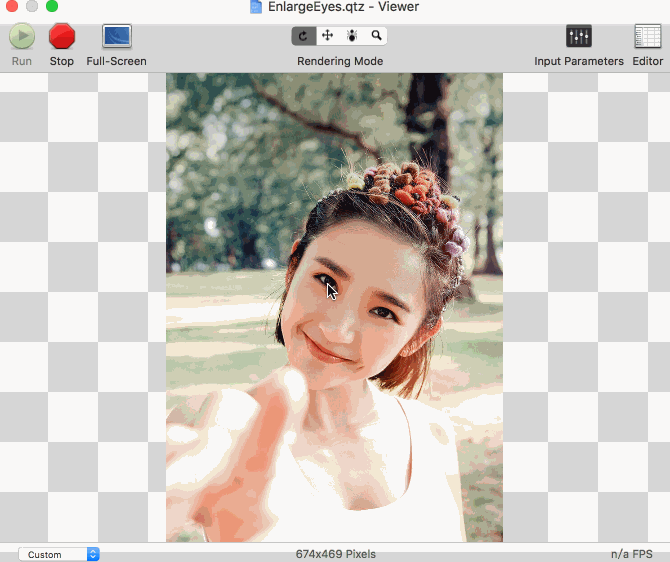 EnlargeEyes.qtz - Viewer
Run Stop Full-Screen Rendering Mode Input Parameters Editor
Custom 674x469 Pixels n/a FPS